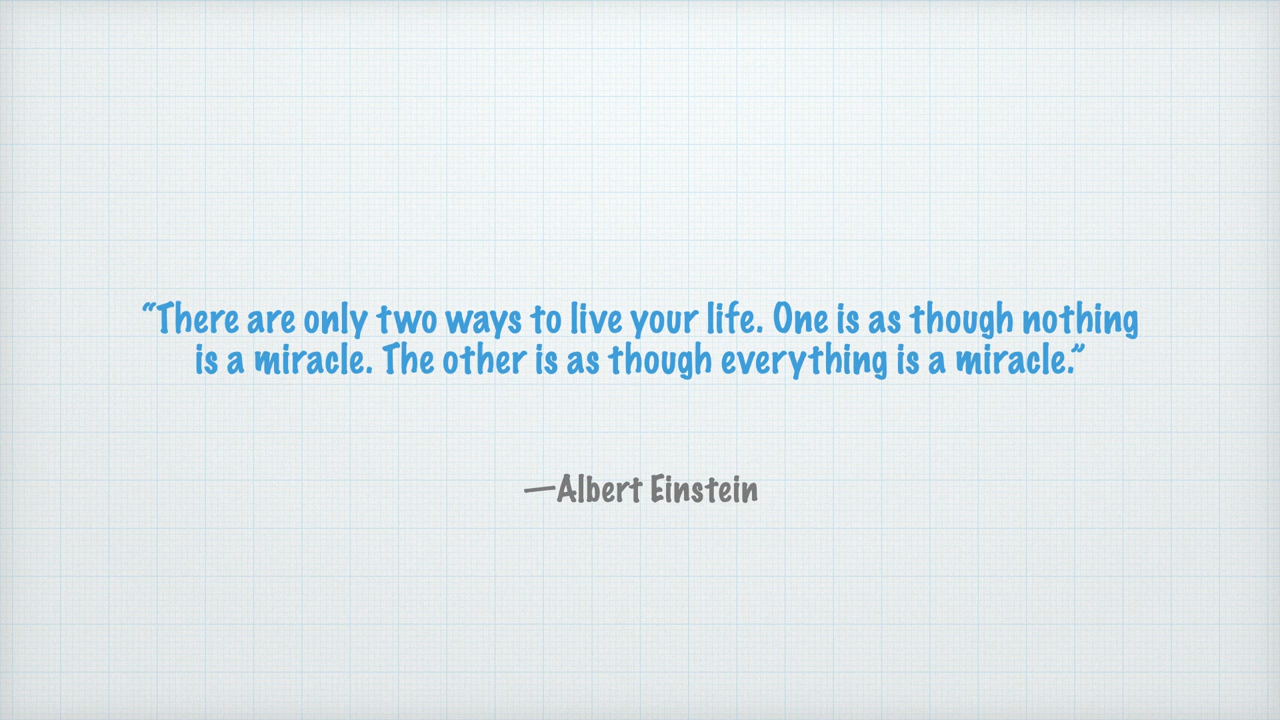 “There are only two ways to live your life. One is as though nothing
is a miracle. The other is as though everything is a miracle.”
—Albert Einstein